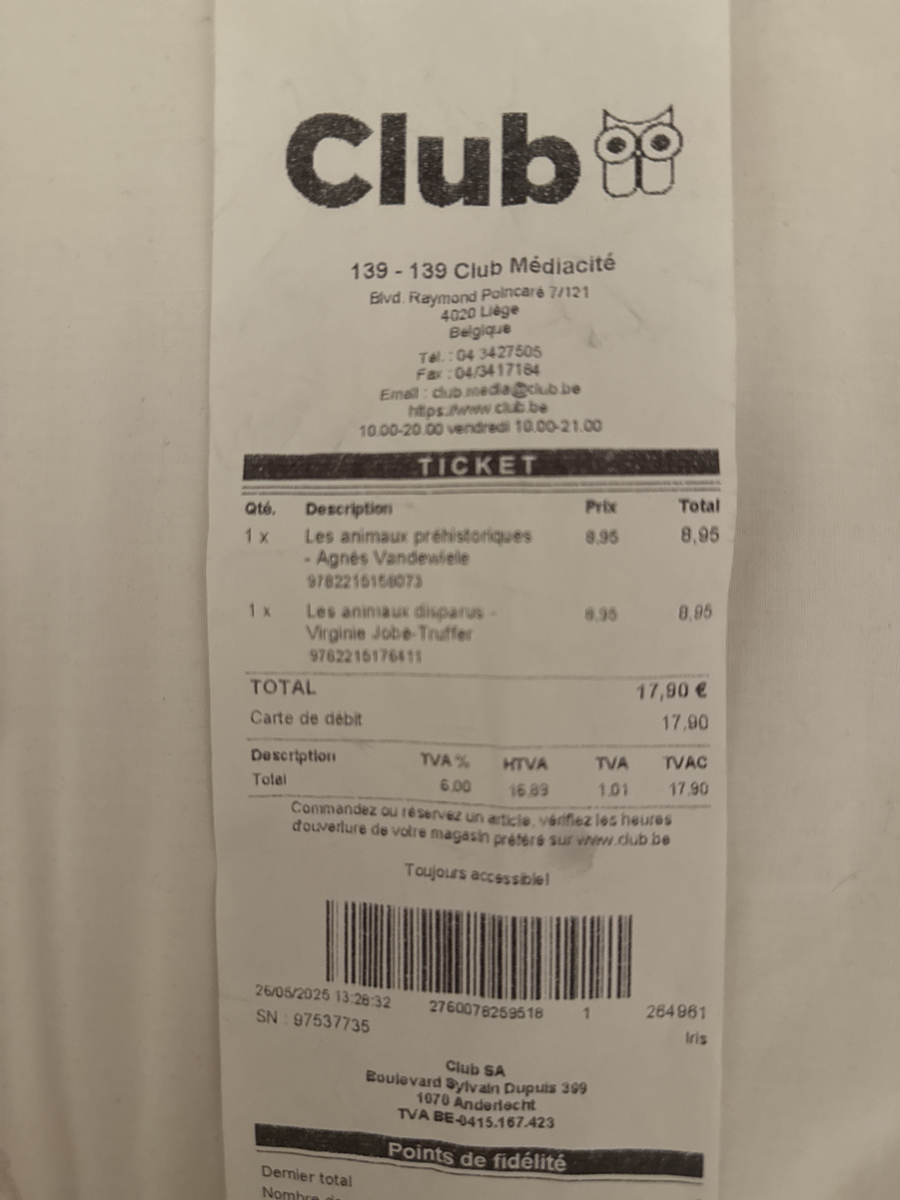 Club
139 - 139 Club Médiacité
Blvd. Raymond Poincaré 7/121
4020 Liège
Belgique
Tél. : 04 3427505
Fax : 04/3417184
Email : club.media@club.be
https://www.club.be
10.00-20.00 vendredi 10.00-21.00
TICKET
Qté. Description Prix Total
1 x Les animaux préhistoriques 8,95 8,95
- Agnès Vandewiele
9782215158073
1 x Les animaux disparus - 8,95 8,95
Virginie Jobé-Truffer
9782215176411
TOTAL 17,90 €
Carte de débit 17,90
Description TVA % HTVA TVA TVAC
Total 6,00 16,89 1,01 17,90
Commandez ou réservez un article, vérifiez les heures
d'ouverture de votre magasin préféré sur www.club.be
Toujours accessible!
26/05/2025 13:28:32 2760078259518 1 264961
SN : 97537735 Iris
Club SA
Boulevard Sylvain Dupuis 399
1070 Anderlecht
TVA BE-0415.167.423
Points de fidélité
Dernier total
Nombre